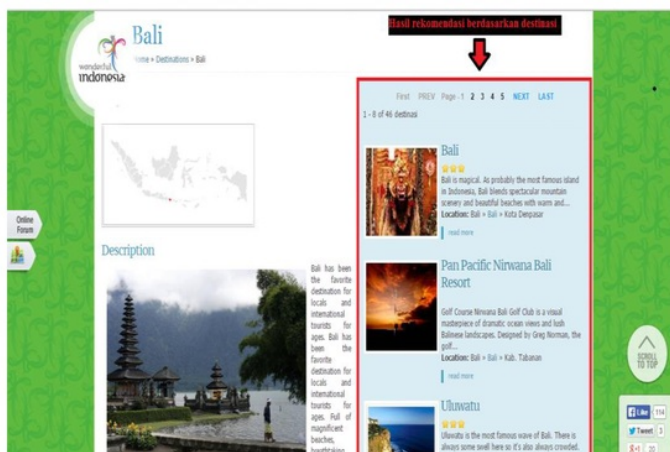 Hasil rekomendasi berdasarkan destinasi
Bali
wonderful
indonesia
Home » Destinations » Bali
First PREV Page - 1 2 3 4 5 NEXT LAST
1 - 8 of 46 destinasi
Bali
Bali is magical. As probably the most famous island
in Indonesia, Bali blends spectacular mountain
scenery and beautiful beaches with warm and...
Location: Bali » Bali » Kota Denpasar
read more
Pan Pacific Nirwana Bali
Resort
Golf Course Nirwana Bali Golf Club is a visual
masterpiece of dramatic ocean views and lush
Balinese landscapes. Designed by Greg Norman, the
golf...
Location: Bali » Bali » Kab. Tabanan
read more
Uluwatu
Uluwatu is the most famous wave of Bali. There is
always some swell here so it's also always crowded.
Online
Forum
Description
Bali has been
the favorite
destination for
locals and
international
tourists for
ages. Bali has
been the
favorite
destination for
locals and
international
tourists for
ages. Full of
magnificent
beaches,
breathtaking
SCROLL
TO TOP
Like 114
Tweet 3
+1 20